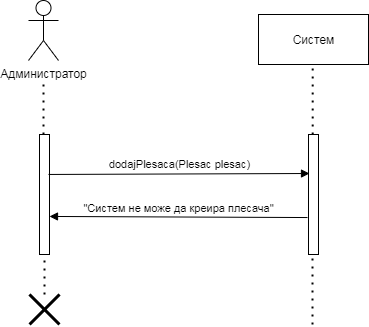 Систем
Администратор
dodajPlesaca(Plesac plesac)
"Систем не може да креира плесача"